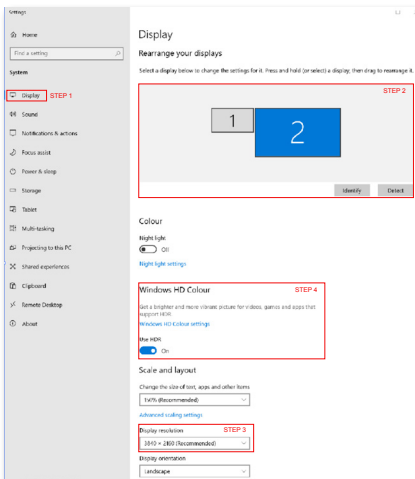 Settings
Home
Find a setting
System
Display STEP 1
Sound
Notifications & actions
Focus assist
Power & sleep
Storage
Tablet
Multi-tasking
Projecting to this PC
Shared experiences
Clipboard
Remote Desktop
About
Display
Rearrange your displays
Select a display below to change the settings for it. Press and hold (or select) a display, then drag to rearrange it.
STEP 2
1 2
Identify Detect
Colour
Night light
Off
Night light settings
Windows HD Colour STEP 4
Get a brighter and more vibrant picture for videos, games and apps that
support HDR.
Windows HD Colour settings
Use HDR
On
Scale and layout
Change the size of text, apps and other items
150% (Recommended)
Advanced scaling settings
Display resolution STEP 3
3840 × 2160 (Recommended)
Display orientation
Landscape